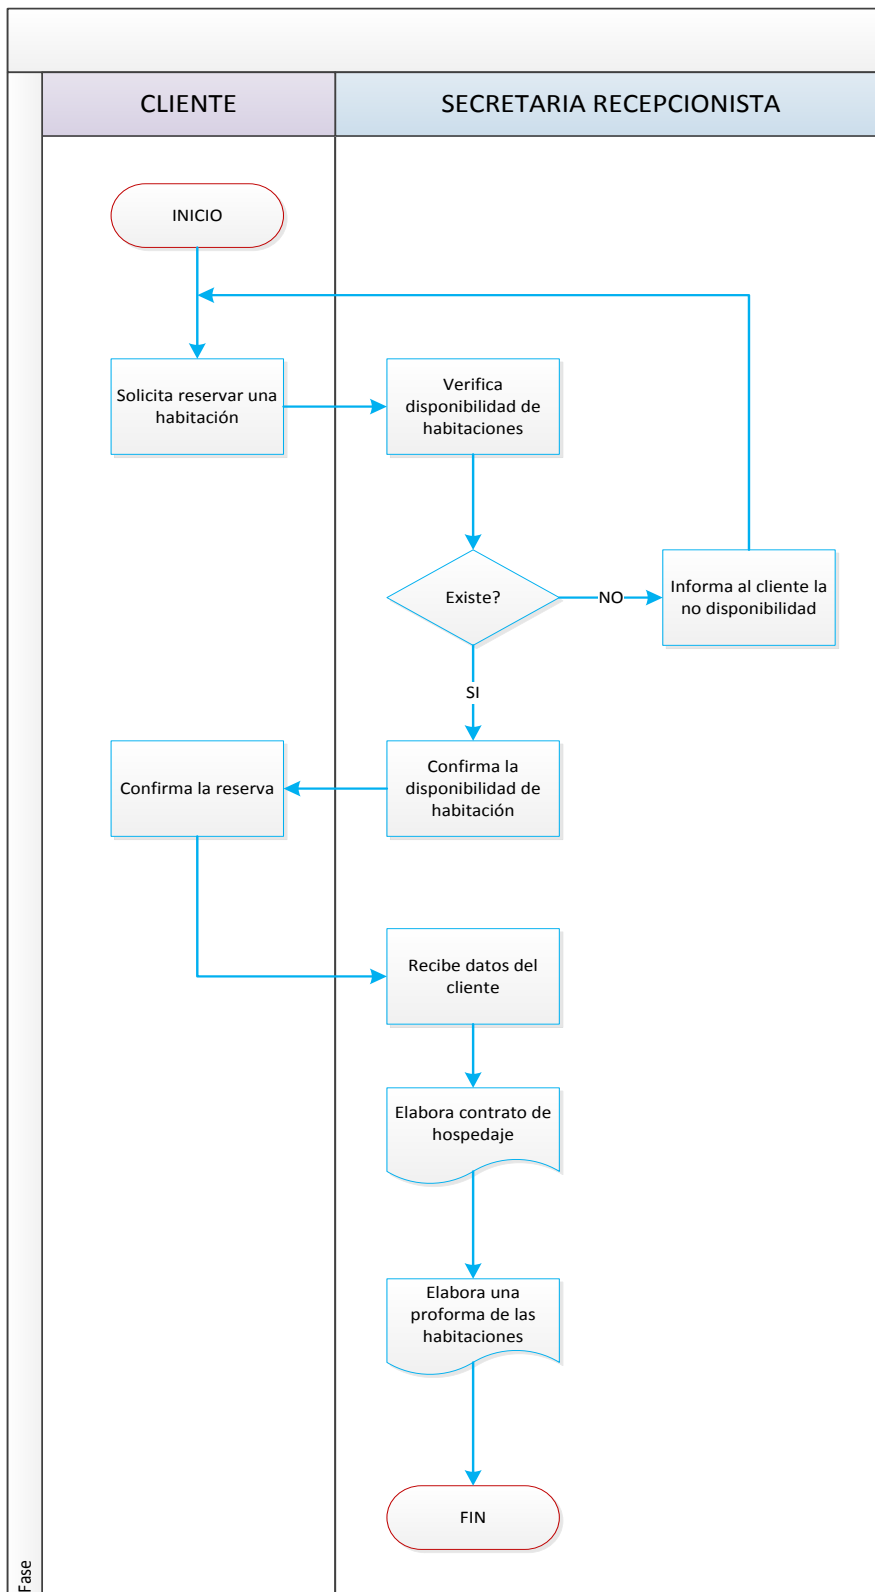 CLIENTE
SECRETARIA RECEPCIONISTA
INICIO
Solicita reservar una
habitación
Verifica
disponibilidad de
habitaciones
Existe?
NO
Informa al cliente la
no disponibilidad
SI
Confirma la
disponibilidad de
habitación
Confirma la reserva
Recibe datos del
cliente
Elabora contrato de
hospedaje
Elabora una
proforma de las
habitaciones
FIN
Fase